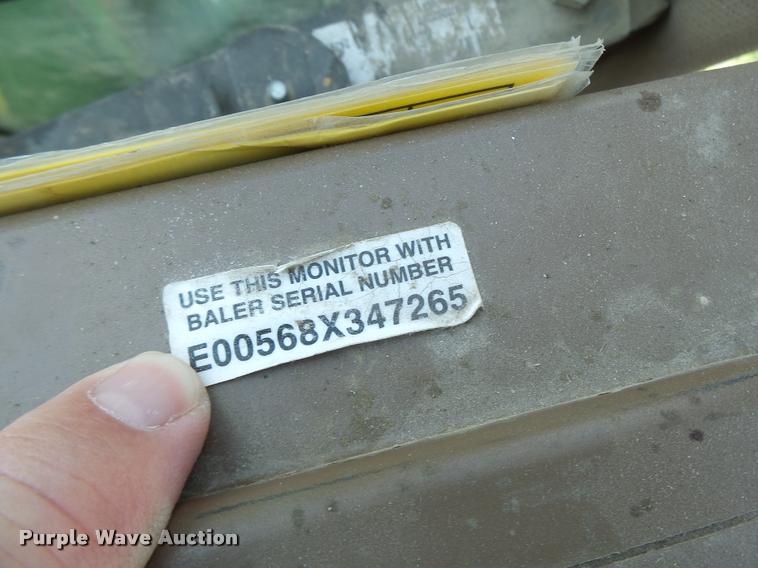 USE THIS MONITOR WITH
BALER SERIAL NUMBER
E00568X347265
Purple Wave Auction